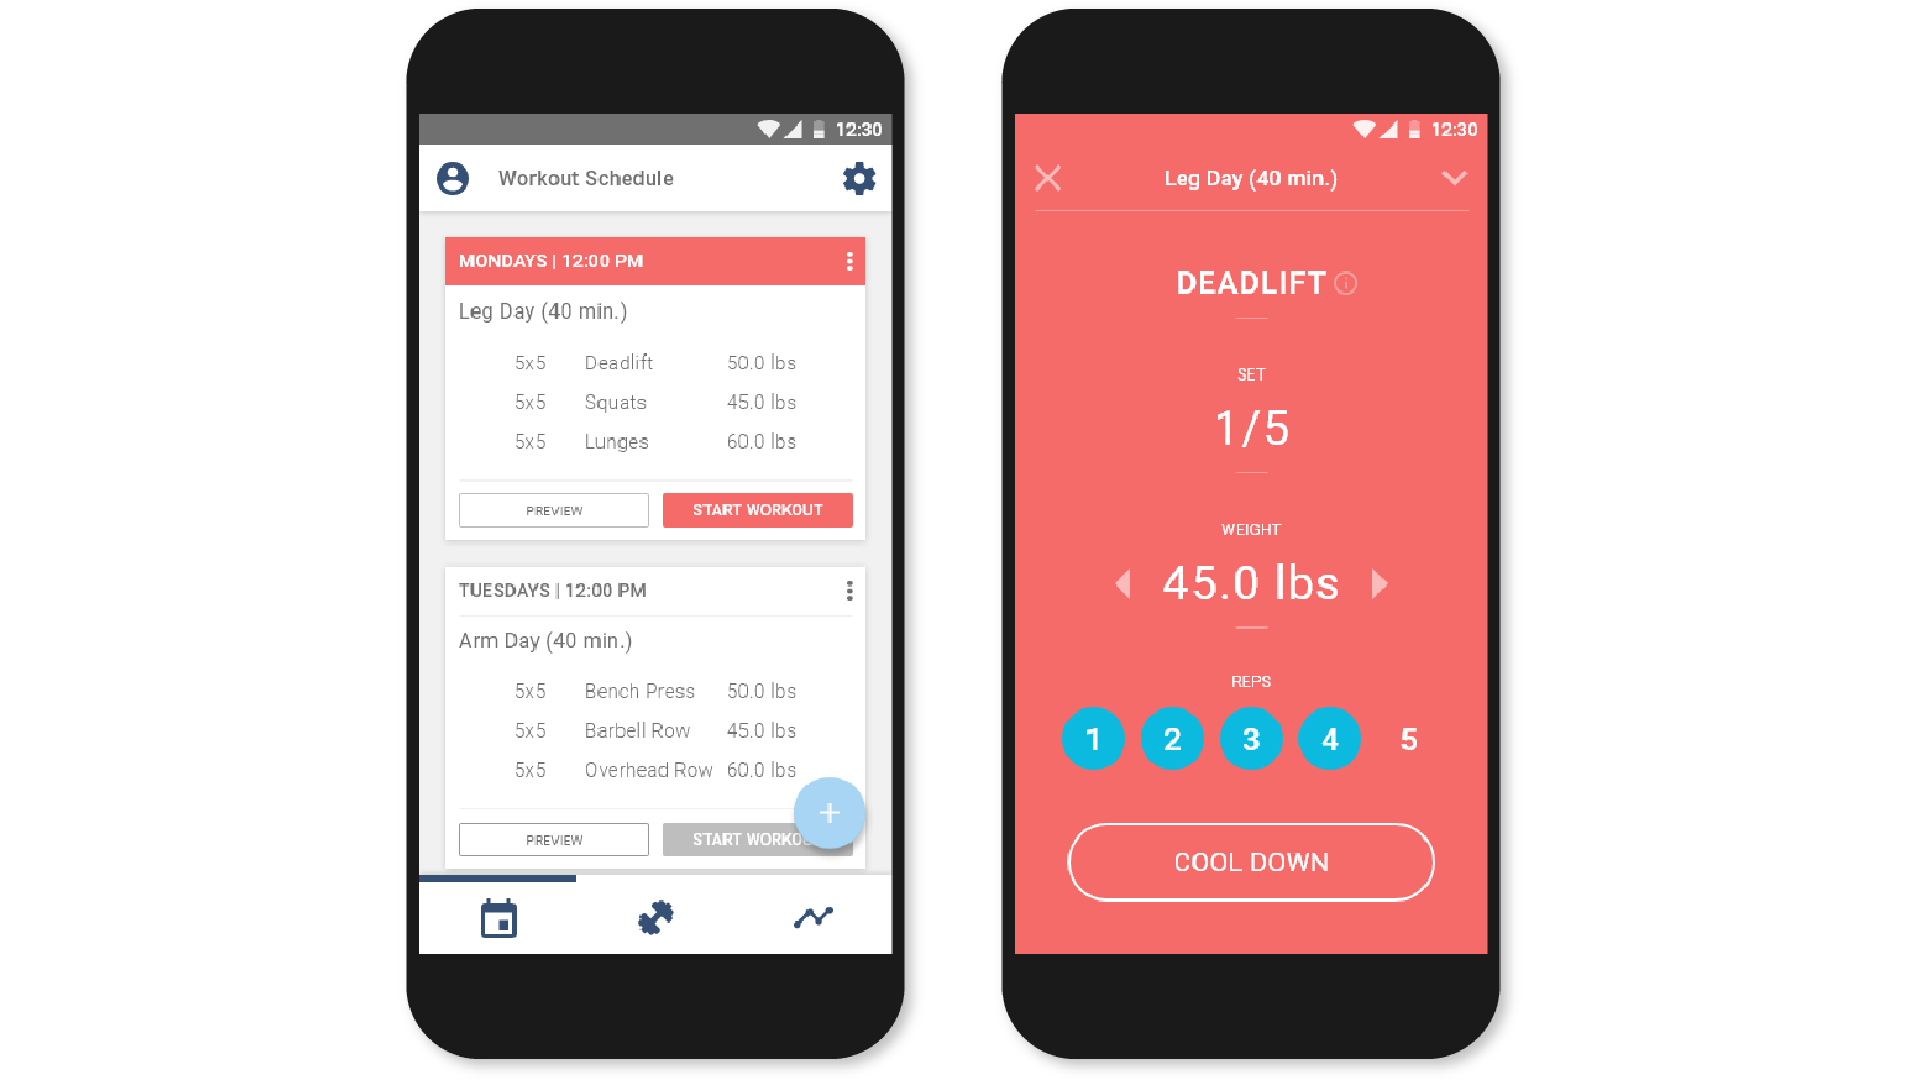 12:30
Workout Schedule
MONDAYS | 12:00 PM
Leg Day (40 min.)
5x5 Deadlift 50.0 lbs
5x5 Squats 45.0 lbs
5x5 Lunges 60.0 lbs
PREVIEW START WORKOUT
TUESDAYS | 12:00 PM
Arm Day (40 min.)
5x5 Bench Press 50.0 lbs
5x5 Barbell Row 45.0 lbs
5x5 Overhead Row 60.0 lbs
+
PREVIEW START WORKO
12:30
Leg Day (40 min.)
DEADLIFT
SET
1/5
WEIGHT
45.0 lbs
REPS
1 2 3 4 5
COOL DOWN